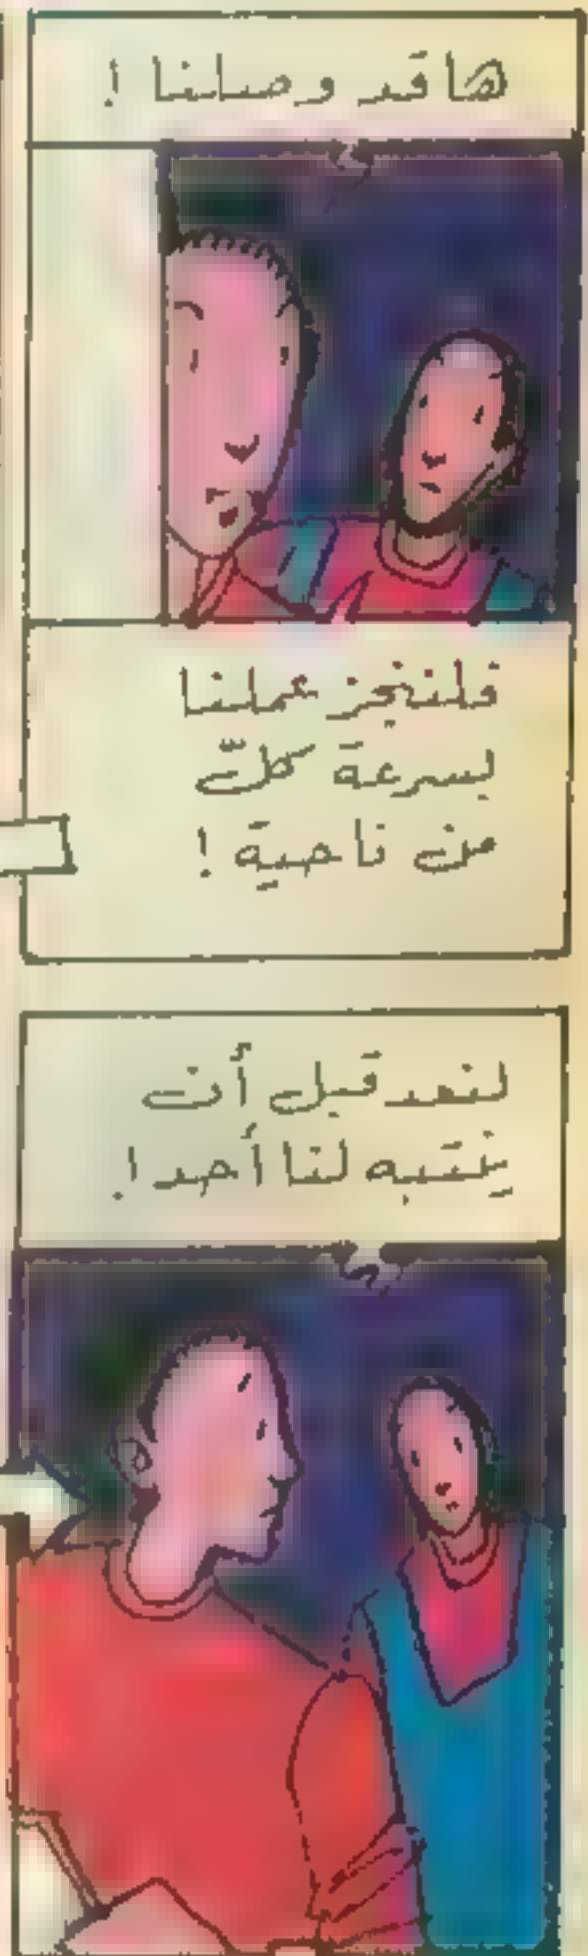 ها قد وصلنا !
فلننجز عملنا
بسرعة كلّ
من ناحية !
لنعد قبل أن
ينتبه لنا أحد !